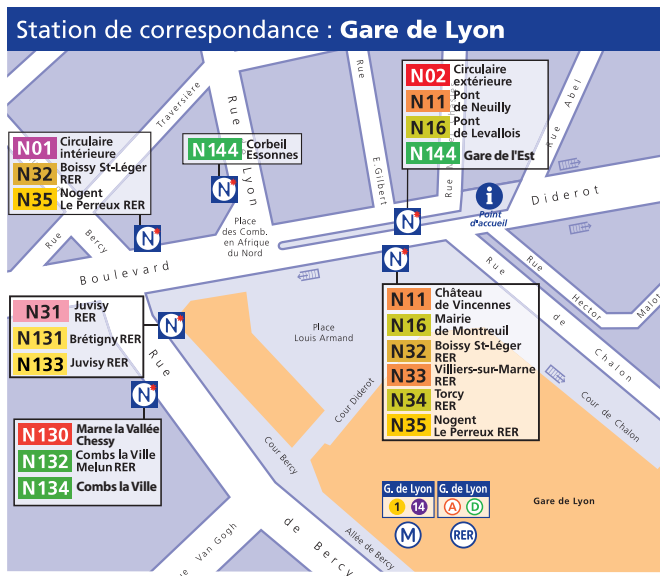 Station de correspondance : Gare de Lyon
N02 Circulaire
extérieure
N11 Pont
de Neuilly
N16 Pont
de Levallois
N144 Gare de l'Est
N01 Circulaire
intérieure
N32 Boissy St-Léger
RER
N35 Nogent
Le Perreux RER
N144 Corbeil
Essonnes
N
N
N
N
Traversière
Rue
Lyon
Rue
E. Gilbert
Rue
Rue Abel
i
Point
d'accueil
Diderot
Place
des Comb.
en Afrique
du Nord
Rue
Bercy
Boulevard
N31 Juvisy
RER
N131 Brétigny RER
N133 Juvisy RER
N
Rue
Place
Louis Armand
N11 Château
de Vincennes
N16 Mairie
de Montreuil
N32 Boissy St-Léger
RER
N33 Villiers-sur-Marne
RER
N34 Torcy
RER
N35 Nogent
Le Perreux RER
Rue
de
Chalon
Rue
Hector
Malot
N
N130 Marne la Vallée
Chessy
N132 Combs la Ville
Melun RER
N134 Combs la Ville
Cour Diderot
Cour Bercy
Cour de Chalon
G. de Lyon
1 14
M
G. de Lyon
A D
RER
Gare de Lyon
Allée de Bercy
de Bercy
Rue Van Gogh